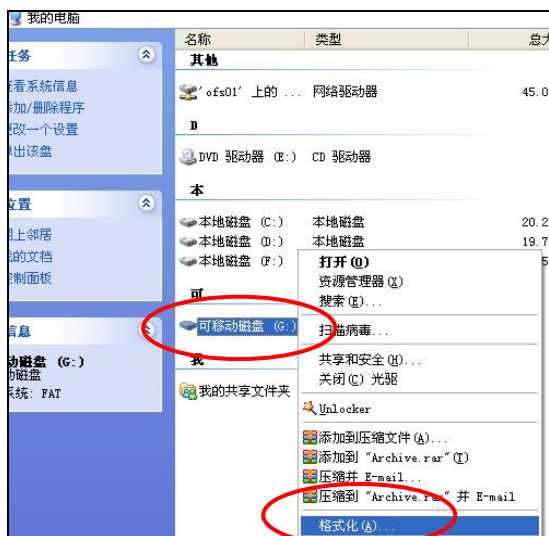 我的电脑
任务
查看系统信息
添加/删除程序
更改一个设置
弹出该盘
位置
网上邻居
我的文档
控制面板
信息
动磁盘 (G:)
动磁盘
系统: FAT
名称 类型 总大
其他
'ofs01' 上的 ... 网络驱动器 45.0
D
DVD 驱动器 (E:) CD 驱动器
本
本地磁盘 (C:) 本地磁盘 20.2
本地磁盘 (D:) 本地磁盘 19.7
本地磁盘 (F:) 5
可
可移动磁盘 (G:)
我
我的共享文件夹
打开(O)
资源管理器(X)
搜索(E)...
扫描病毒...
共享和安全(H)...
关闭(C) 光驱
Unlocker
添加到压缩文件(A)...
添加到 "Archive.rar"(T)
压缩并 E-mail...
压缩到 "Archive.rar" 并 E-mail
格式化(A)...